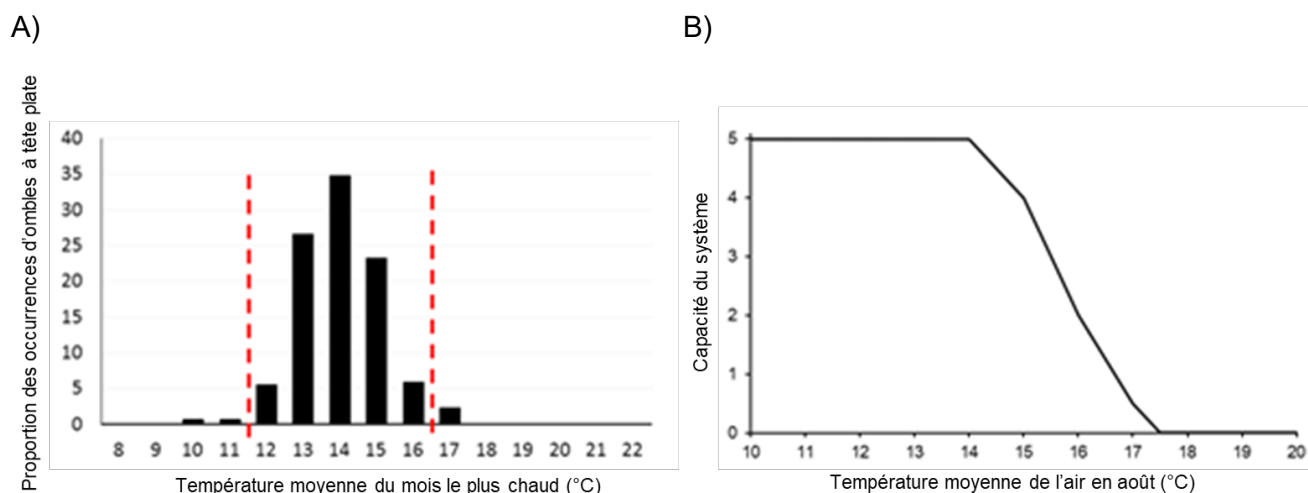 A)
Proportion des occurrences d'ombles à tête plate
40
35
30
25
20
15
10
5
0
8 9 10 11 12 13 14 15 16 17 18 19 20 21 22
Température moyenne du mois le plus chaud (°C)
B)
Capacité du système
5
4
3
2
1
0
10 11 12 13 14 15 16 17 18 19 20
Température moyenne de l'air en août (°C)